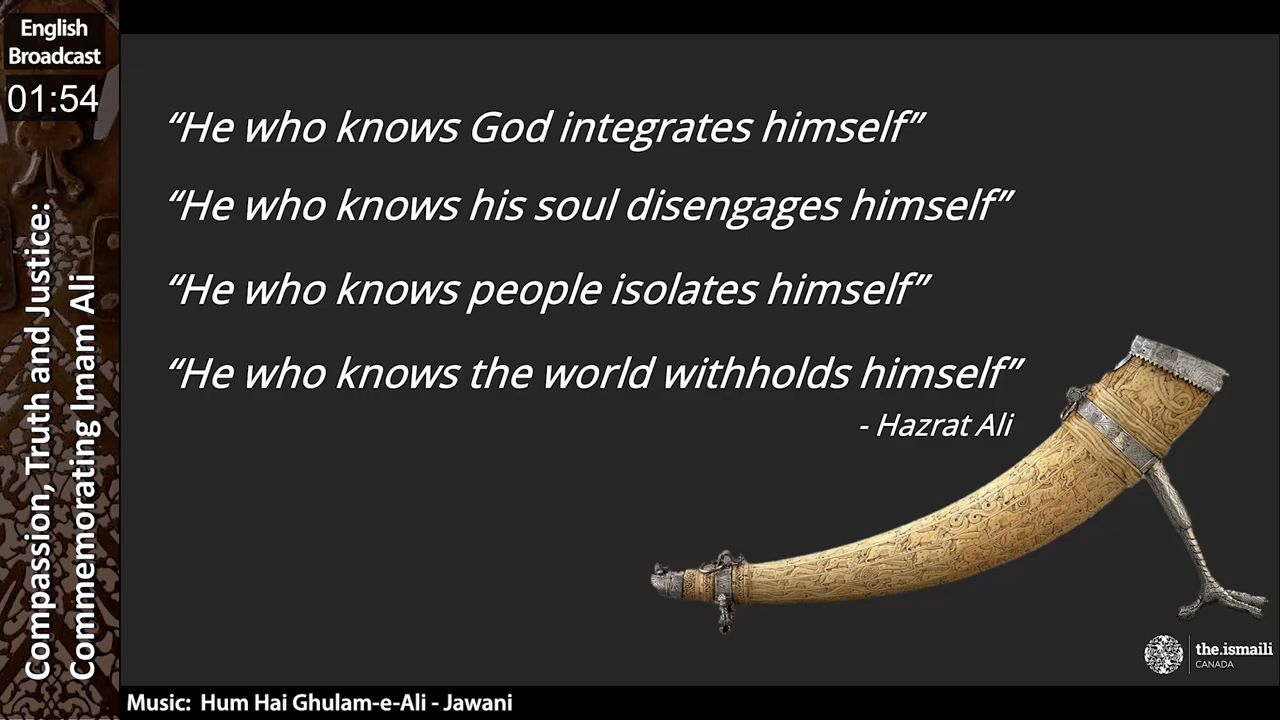 English
Broadcast
01:54
Compassion, Truth and Justice:
Commemorating Imam Ali
“He who knows God integrates himself”
“He who knows his soul disengages himself”
“He who knows people isolates himself”
“He who knows the world withholds himself”
- Hazrat Ali
the.ismaili
CANADA
Music:  Hum Hai Ghulam-e-Ali - Jawani